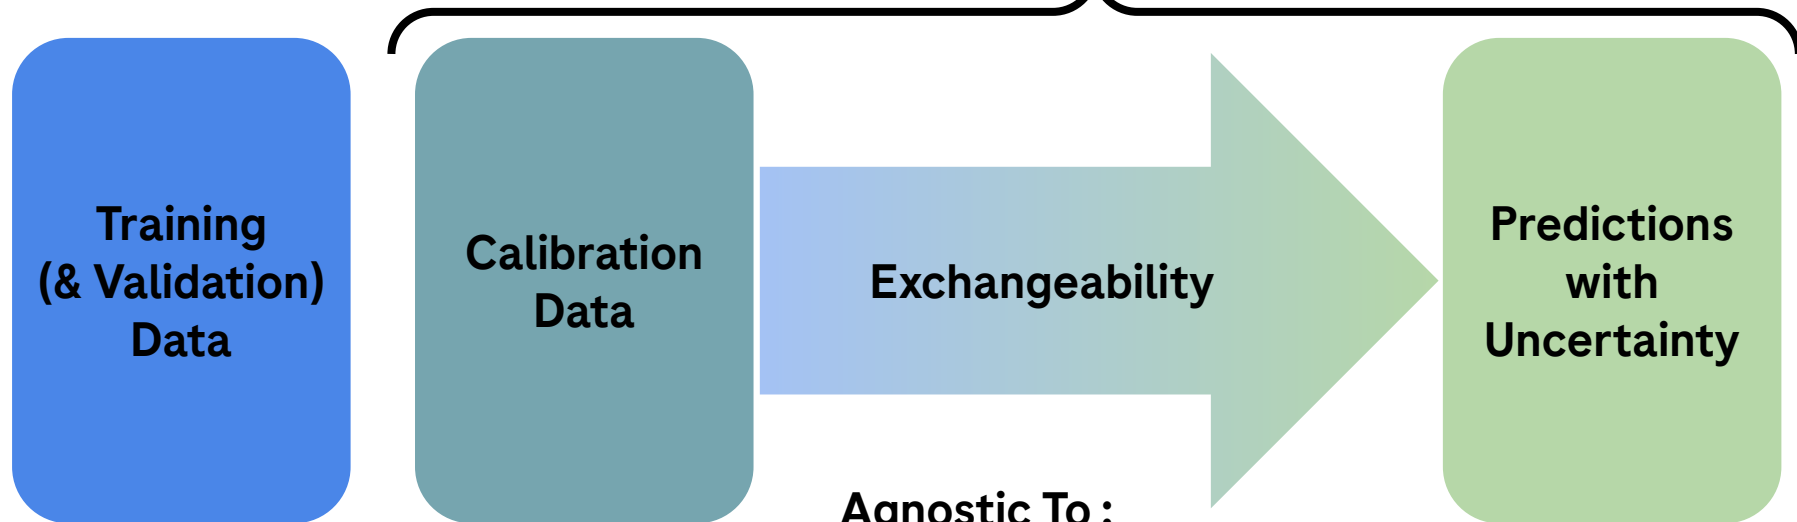 Training
(& Validation)
Data
Calibration
Data
Exchangeability
Predictions
with
Uncertainty
Agnostic To :